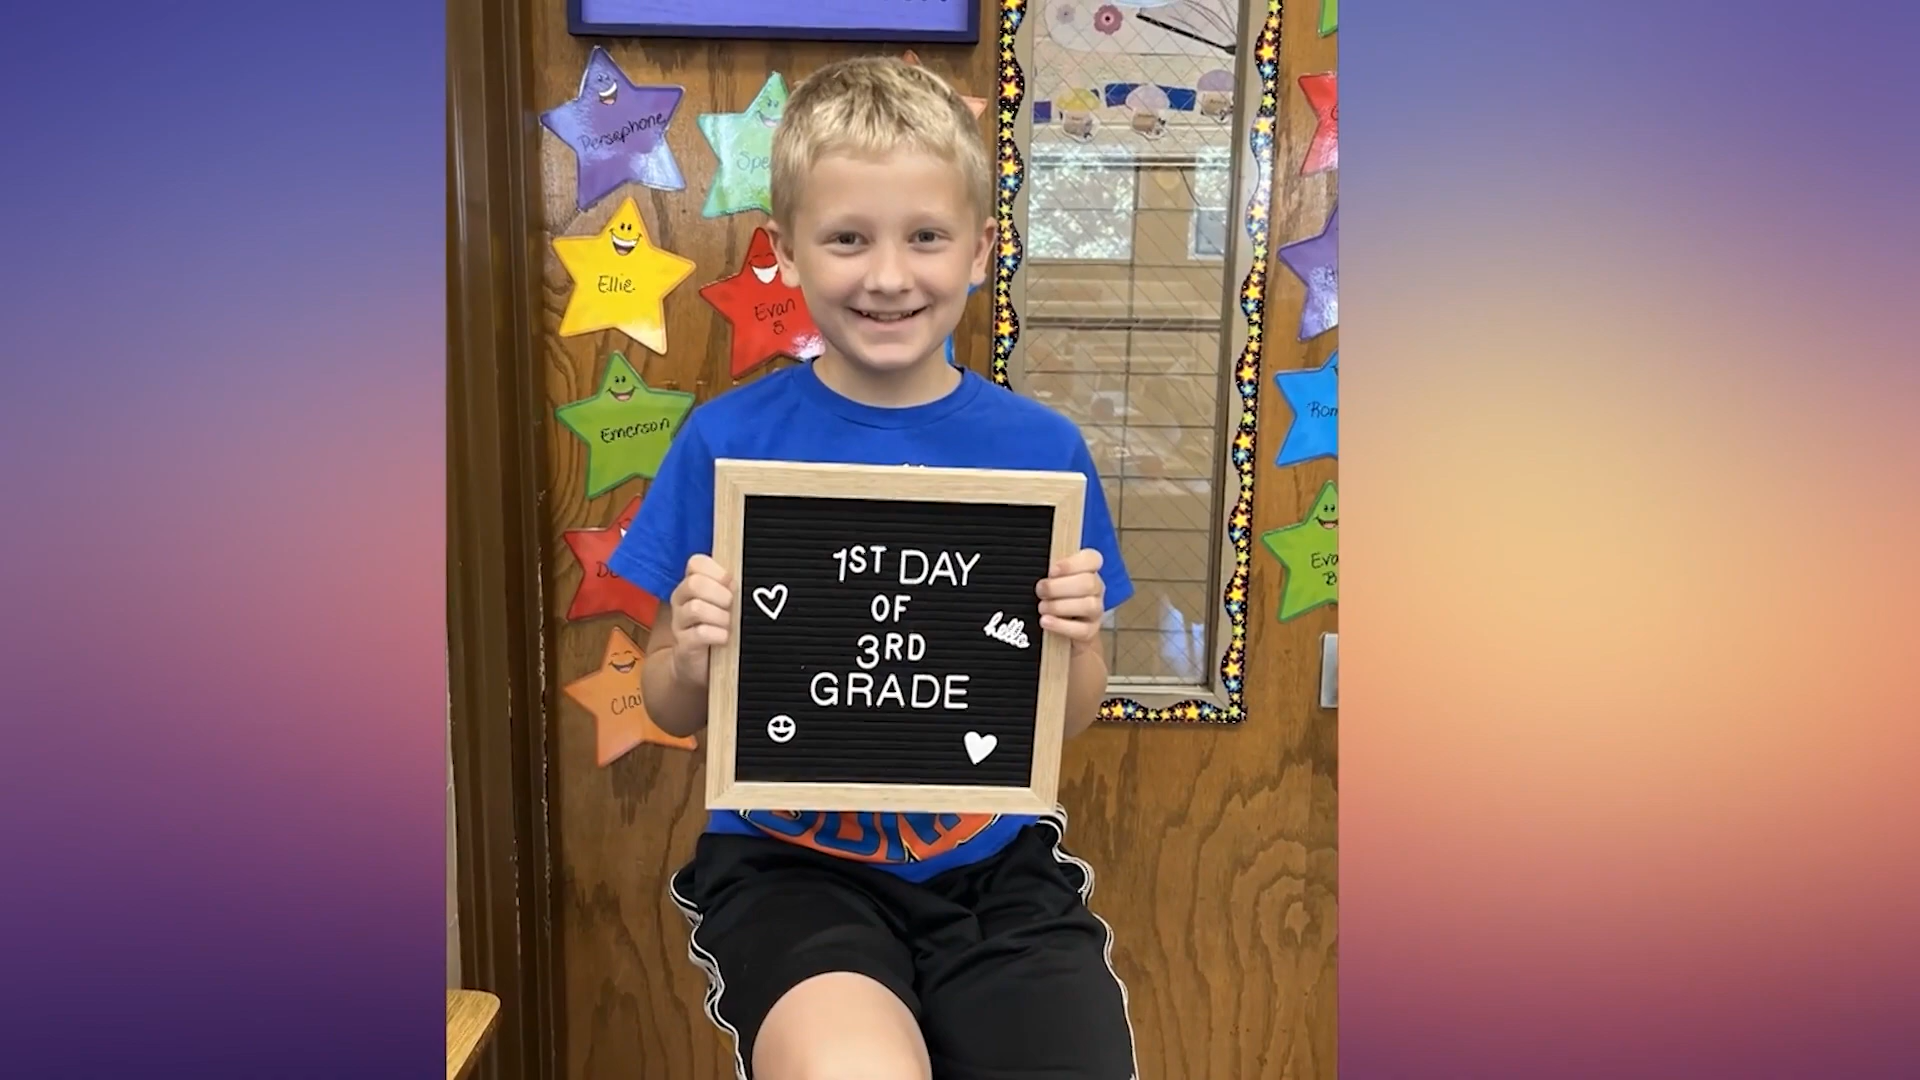 Persephone
Ellie
Evan
S.
Emerson
1ST DAY
OF
3RD
GRADE
hello